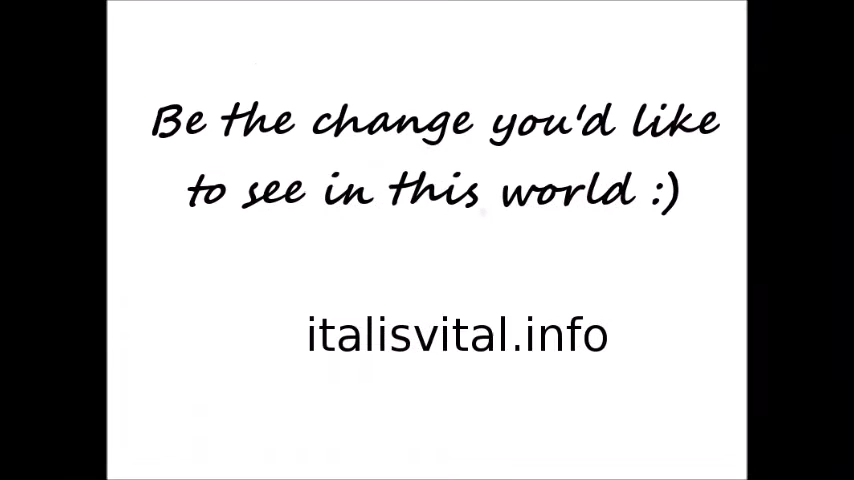 Be the change you'd like
to see in this world :)
italisvital.info